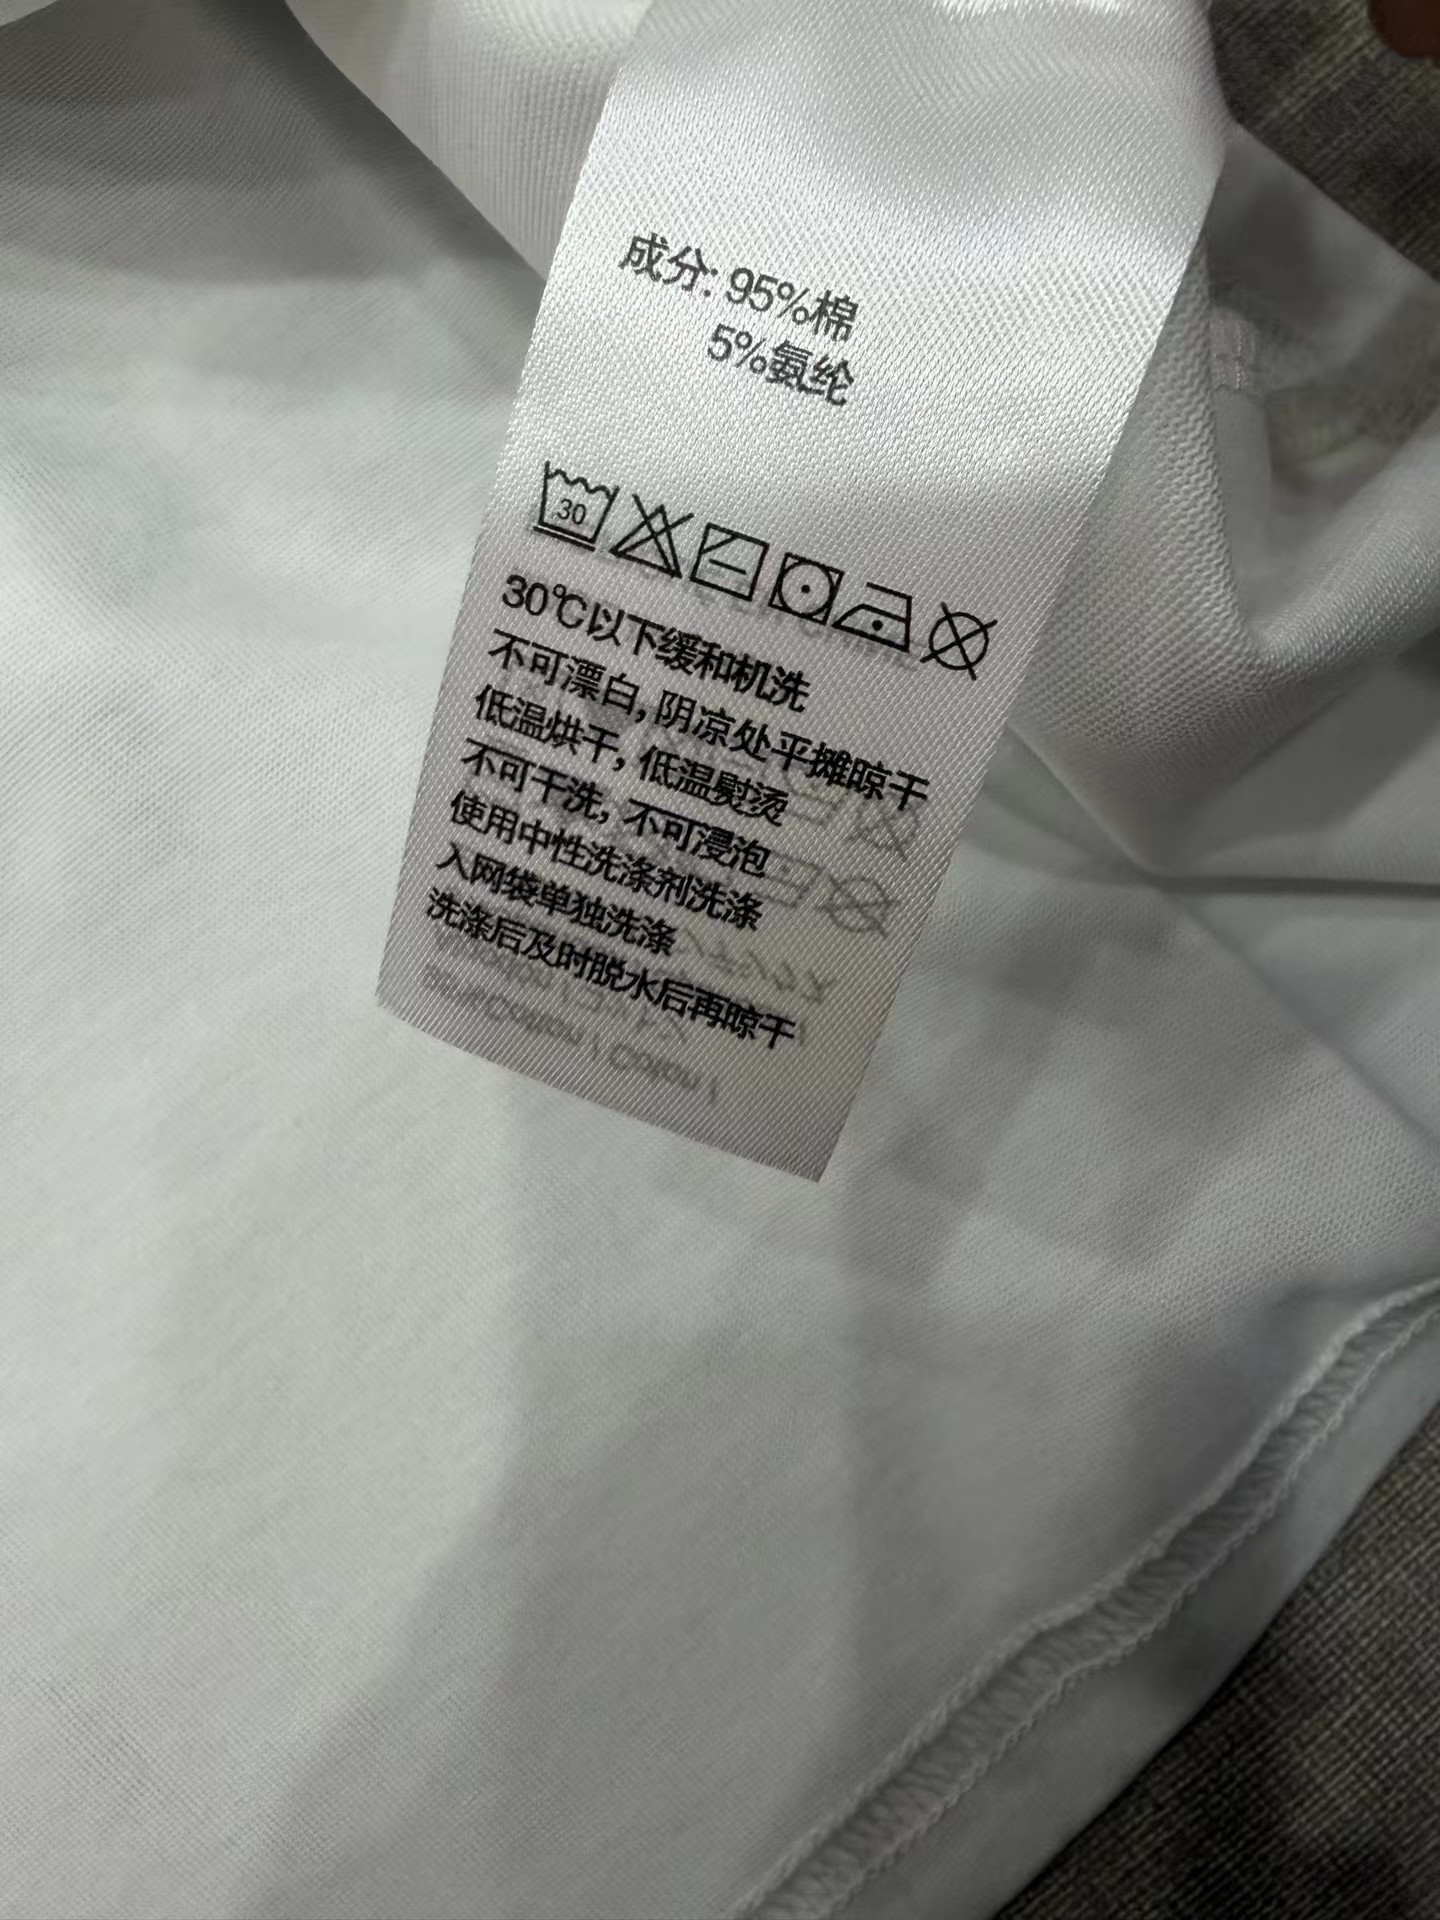 成分: 95%棉
5%氨纶
30
30℃以下缓和机洗
不可漂白, 阴凉处平摊晾干
低温烘干, 低温熨烫
不可干洗, 不可浸泡
使用中性洗涤剂洗涤
入网袋单独洗涤
洗涤后及时脱水后再晾干